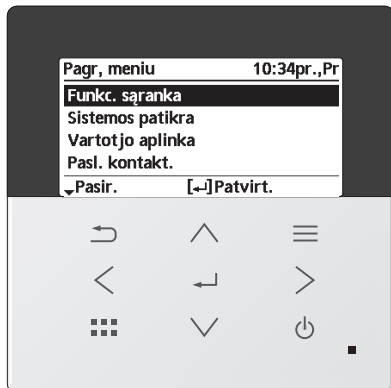 Pagr, meniu 10:34pr.,Pr
Funkc. sąranka
Sistemos patikra
Vartotjo aplinka
Pasl. kontakt.
Pasir. [↵]Patvirt.